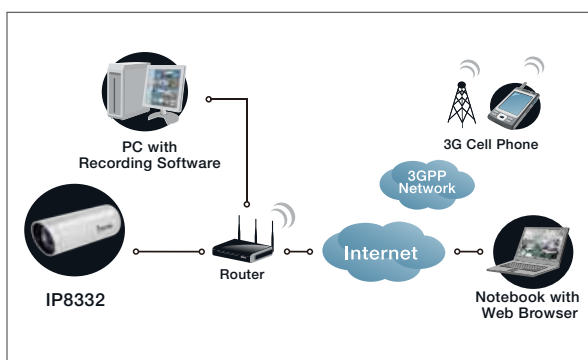 PC with
Recording Software
3G Cell Phone
3GPP
Network
Internet
Router
IP8332
Notebook with
Web Browser